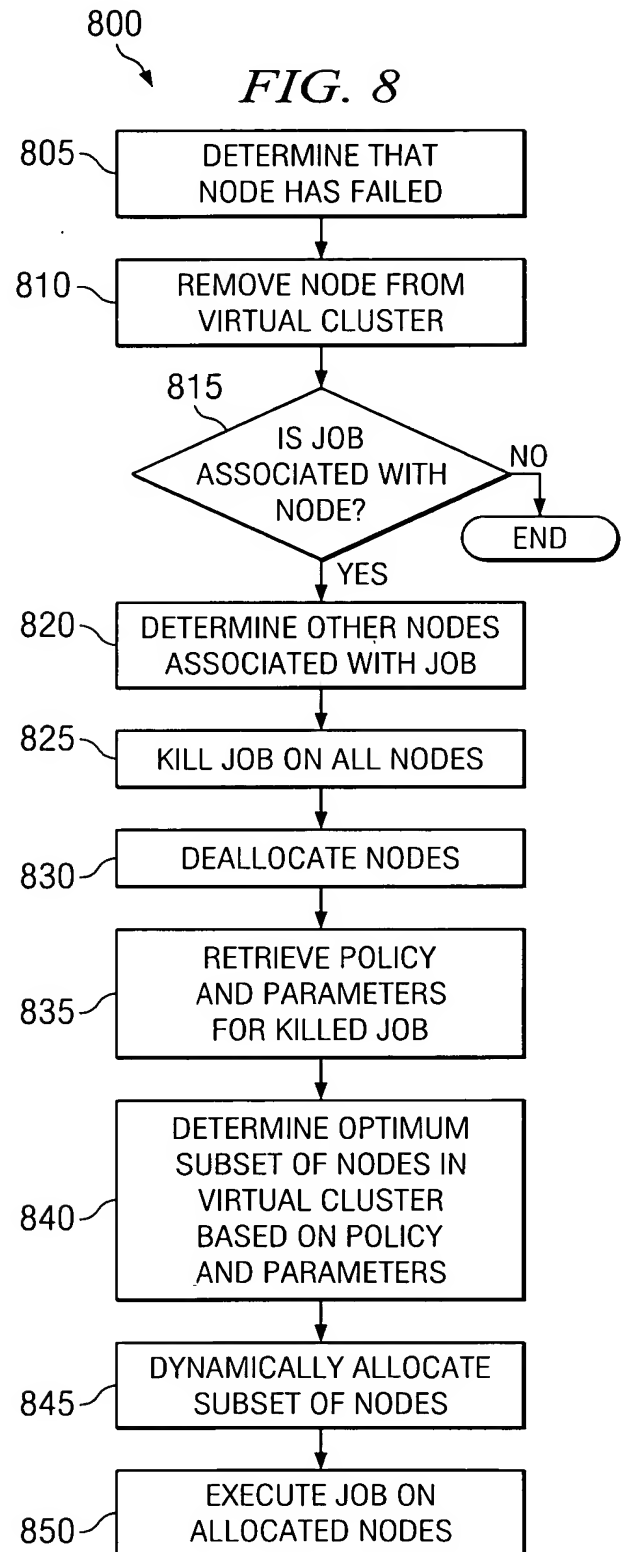 800
FIG. 8
805
DETERMINE THAT
NODE HAS FAILED
810
REMOVE NODE FROM
VIRTUAL CLUSTER
815
IS JOB
ASSOCIATED WITH
NODE?
NO
END
YES
820
DETERMINE OTHER NODES
ASSOCIATED WITH JOB
825
KILL JOB ON ALL NODES
830
DEALLOCATE NODES
835
RETRIEVE POLICY
AND PARAMETERS
FOR KILLED JOB
840
DETERMINE OPTIMUM
SUBSET OF NODES IN
VIRTUAL CLUSTER
BASED ON POLICY
AND PARAMETERS
845
DYNAMICALLY ALLOCATE
SUBSET OF NODES
850
EXECUTE JOB ON
ALLOCATED NODES